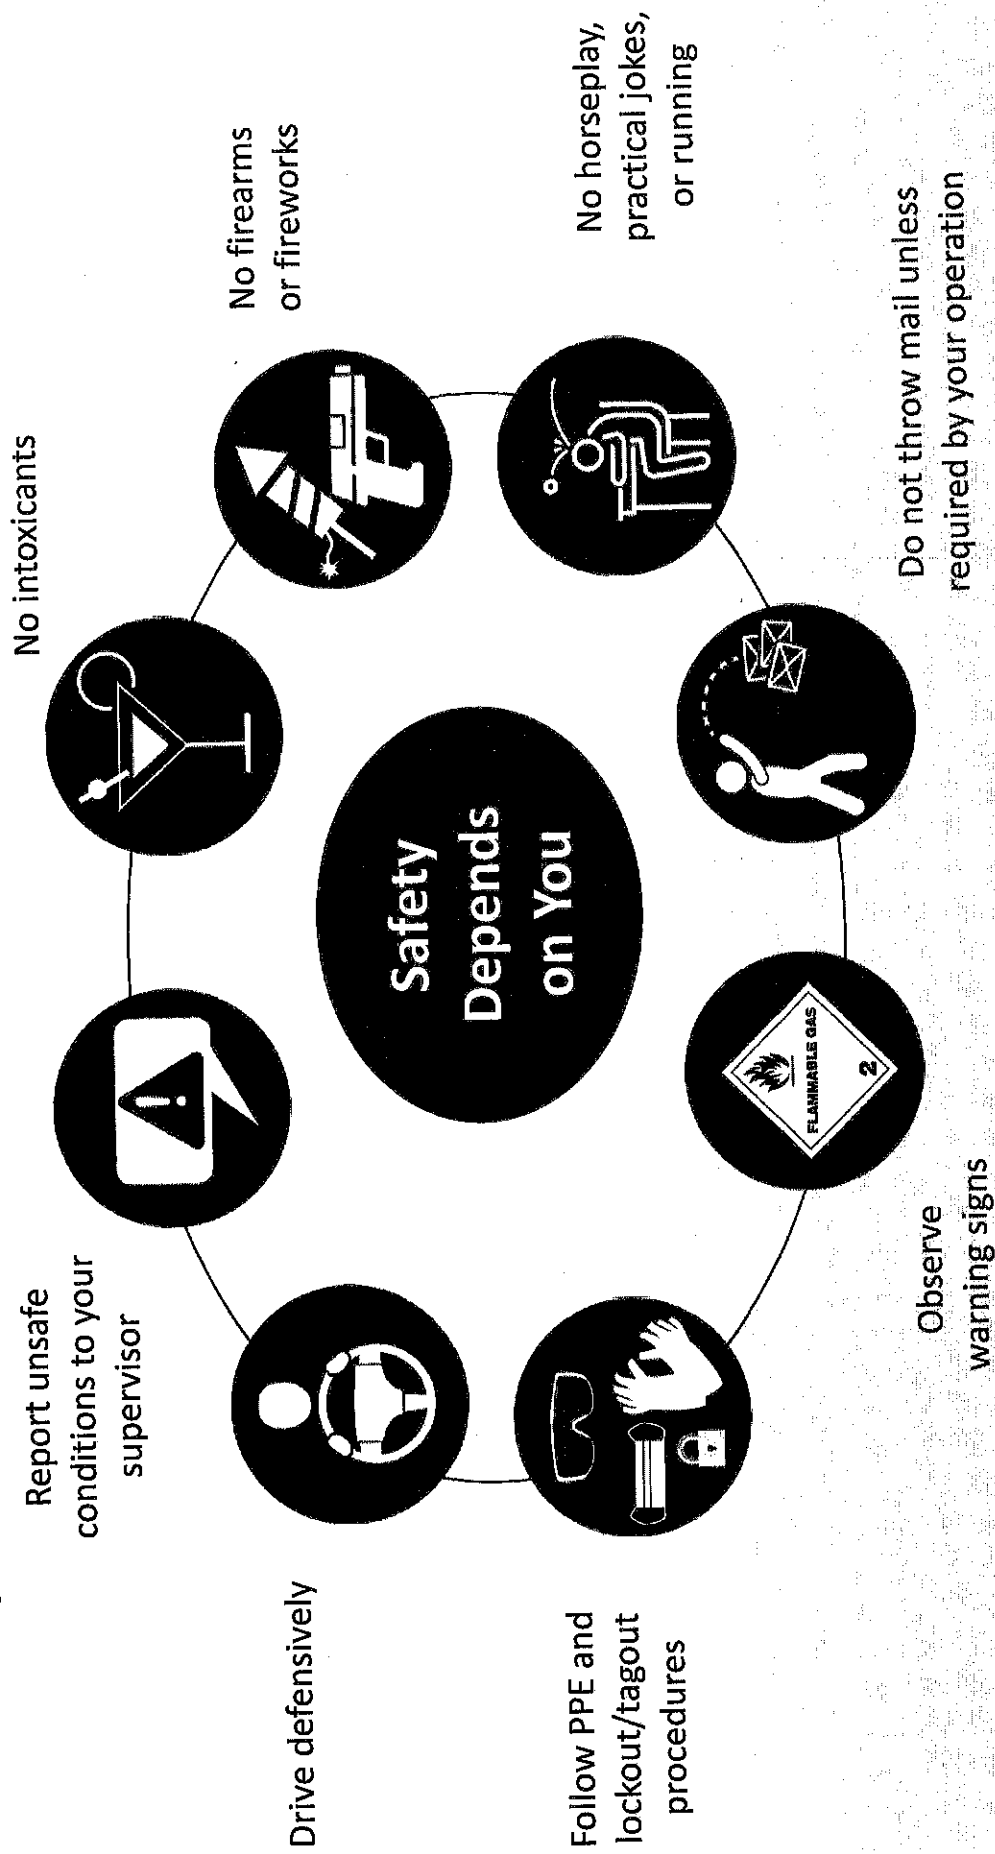 No intoxicants
No firearms
or fireworks
No horseplay,
practical jokes,
or running
Do not throw mail unless
required by your operation
Observe
warning signs
Follow PPE and
lockout/tagout
procedures
Drive defensively
Report unsafe
conditions to your
supervisor
Safety
Depends
on You
FLAMMABLE GAS
2